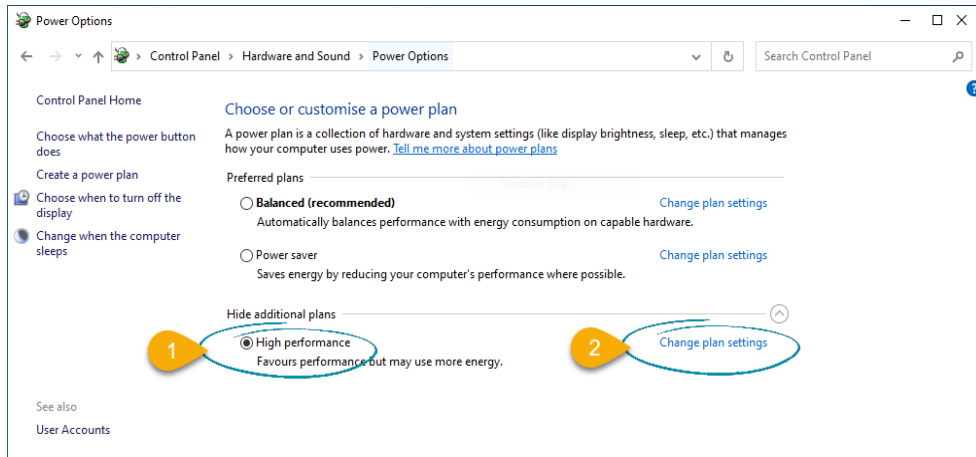 Power Options
Control Panel > Hardware and Sound > Power Options
Search Control Panel
Control Panel Home
Choose what the power button
does
Create a power plan
Choose when to turn off the
display
Change when the computer
sleeps
See also
User Accounts
Choose or customise a power plan
A power plan is a collection of hardware and system settings (like display brightness, sleep, etc.) that manages
how your computer uses power. Tell me more about power plans
Preferred plans
Balanced (recommended) Change plan settings
Automatically balances performance with energy consumption on capable hardware.
Power saver Change plan settings
Saves energy by reducing your computer's performance where possible.
Hide additional plans
1 High performance 2 Change plan settings
Favours performance but may use more energy.
?